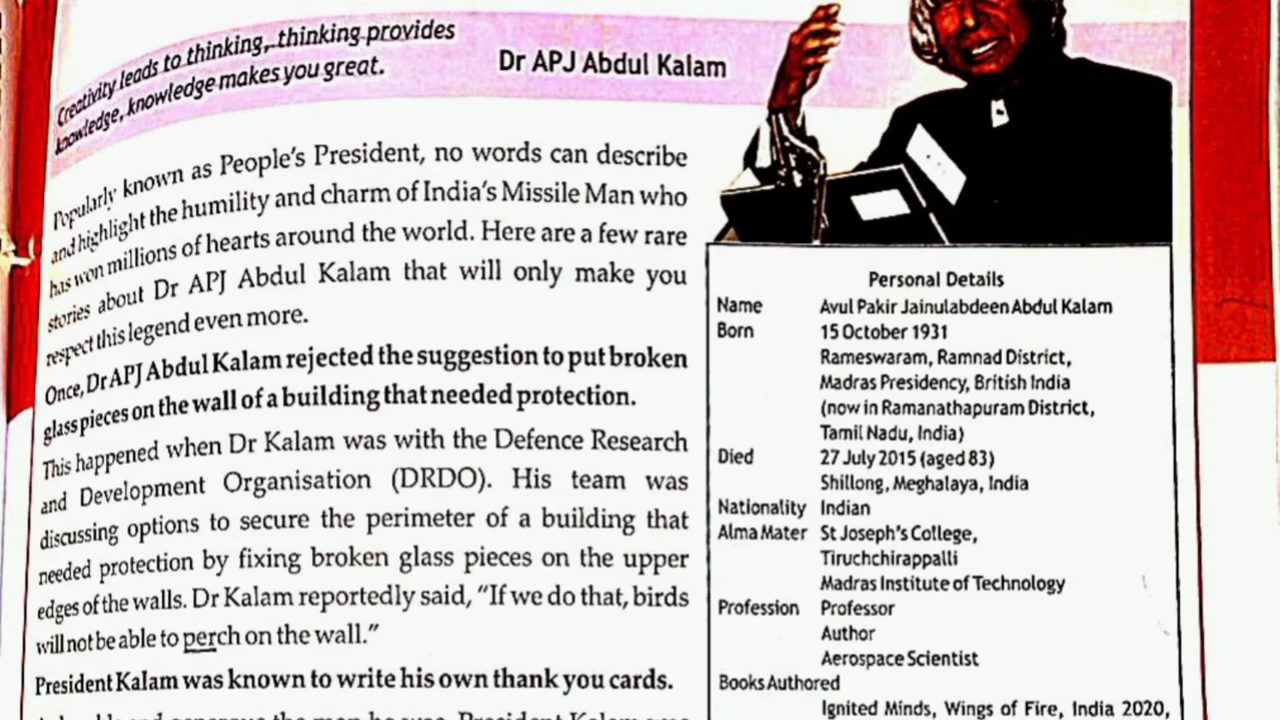 Creativity leads to thinking, thinking provides
knowledge, knowledge makes you great.
Dr APJ Abdul Kalam
Popularly known as People's President, no words can describe
and highlight the humility and charm of India's Missile Man who
has won millions of hearts around the world. Here are a few rare
stories about Dr APJ Abdul Kalam that will only make you
respect this legend even more.
Once, Dr APJ Abdul Kalam rejected the suggestion to put broken
glass pieces on the wall of a building that needed protection.
This happened when Dr Kalam was with the Defence Research
and Development Organisation (DRDO). His team was
discussing options to secure the perimeter of a building that
needed protection by fixing broken glass pieces on the upper
edges of the walls. Dr Kalam reportedly said, "If we do that, birds
will not be able to perch on the wall."
President Kalam was known to write his own thank you cards.
Personal Details
Name Avul Pakir Jainulabdeen Abdul Kalam
Born 15 October 1931
Rameswaram, Ramnad District,
Madras Presidency, British India
(now in Ramanathapuram District,
Tamil Nadu, India)
Died 27 July 2015 (aged 83)
Shillong, Meghalaya, India
Nationality Indian
Alma Mater St Joseph's College,
Tiruchchirappalli
Madras Institute of Technology
Profession Professor
Author
Aerospace Scientist
Books Authored
Ignited Minds, Wings of Fire, India 2020,